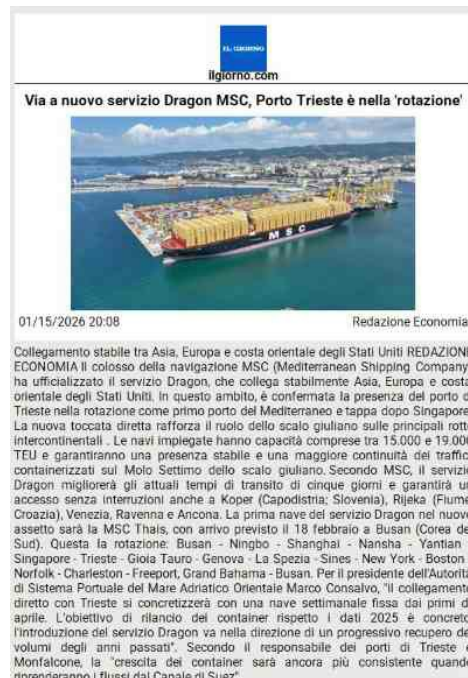 IL GIORNO
ilgiorno.com
Via a nuovo servizio Dragon MSC, Porto Trieste è nella 'rotazione'
MSC
01/15/2026 20:08
Redazione Economia
Collegamento stabile tra Asia, Europa e costa orientale degli Stati Uniti REDAZION
ECONOMIA Il colosso della navigazione MSC (Mediterranean Shipping Company
ha ufficializzato il servizio Dragon, che collega stabilmente Asia, Europa e costa
orientale degli Stati Uniti. In questo ambito, è confermata la presenza del porto d
Trieste nella rotazione come primo porto del Mediterraneo e tappa dopo Singapore
La nuova toccata diretta rafforza il ruolo dello scalo giuliano sulle principali rott
intercontinentali . Le navi impiegate hanno capacità comprese tra 15.000 e 19.000
TEU e garantiranno una presenza stabile e una maggiore continuità dei traffic
containerizzati sul Molo Settimo dello scalo giuliano. Secondo MSC, il servizio
Dragon migliorerà gli attuali tempi di transito di cinque giorni e garantirà un
accesso senza interruzioni anche a Koper (Capodistria; Slovenia), Rijeka (Fiume
Croazia), Venezia, Ravenna e Ancona. La prima nave del servizio Dragon nel nuovo
assetto sarà la MSC Thais, con arrivo previsto il 18 febbraio a Busan (Corea de
Sud). Questa la rotazione: Busan - Ningbo - Shanghai - Nansha - Yantian
Singapore - Trieste - Gioia Tauro - Genova - La Spezia - Sines - New York - Boston
Norfolk - Charleston - Freeport, Grand Bahama - Busan. Per il presidente dell'Autorità
di Sistema Portuale del Mare Adriatico Orientale Marco Consalvo, "il collegamento
diretto con Trieste si concretizzerà con una nave settimanale fissa dai primi d
aprile. L'obiettivo di rilancio dei container rispetto i dati 2025 è concreto
l'introduzione del servizio Dragon va nella direzione di un progressivo recupero de
volumi degli anni passati". Secondo il responsabile dei porti di Trieste e
Monfalcone, la "crescita dei container sarà ancora più consistente quando
riprenderanno i flussi dal Canale di Suez"